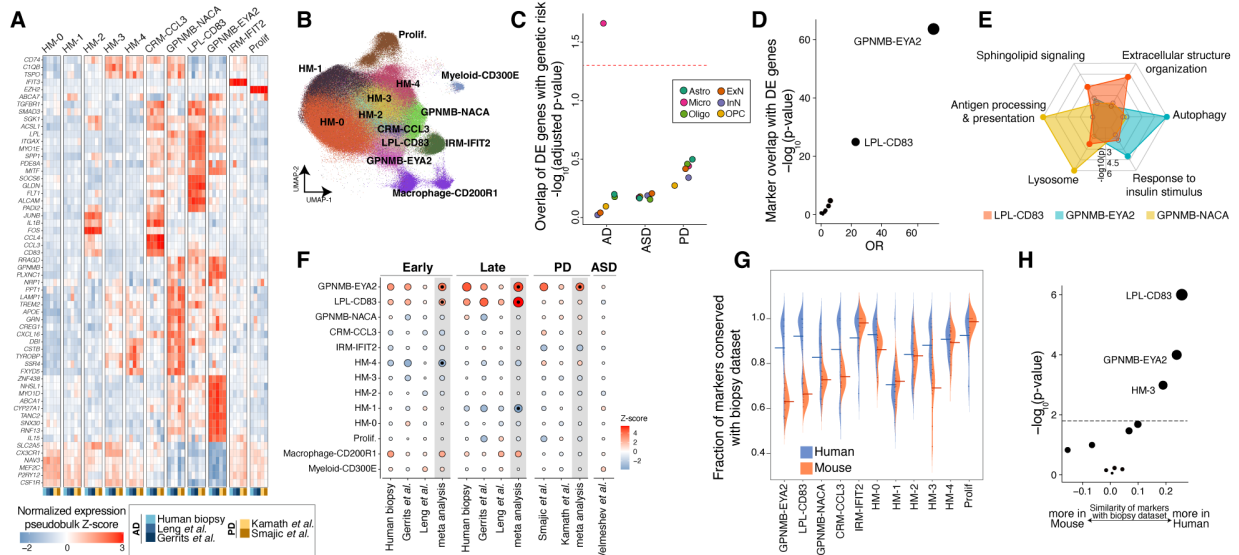 A
HM-0
HM-1
HM-2
HM-3
HM-4
CRM-CCL3
GPNMB-NACA
LPL-CD83
GPNMB-EYA2
IRM-IFIT2
Prolif
CD74
C1QB
TSPO
IFIT3
EZH2
ABCA7
TGFBR1
SMAD3
SGK1
ACSL1
LPL
ITGAX
MYO1E
SPP1
PDE8A
MITF
SOCS6
GLDN
FLT1
ALCAM
PADI2
JUNB
IL1B
FOS
CCL4
CCL3
CD83
RRAGD
GPNMB
PLXNC1
NRP1
PPT1
LAMP1
TREM2
APOE
GRN
CREG1
CXCL16
DBI
CSTB
TYROBP
SSR4
FXYD5
ZNF438
NHSL1
MYO1D
ABCA1
CYP27A1
TANC2
SNX30
RNF13
IL15
SLC2A5
CX3CR1
NAV3
MEF2C
P2RY12
CSF1R
Normalized expression
pseudobulk Z-score
−2 0 3
AD
Human biopsy
Leng et al.
Gerrits et al.
PD
Kamath et al.
Smajic et al.
B
Prolif.
HM-1
Myeloid-CD300E
HM-4
HM-3
GPNMB-NACA
HM-2
HM-0
CRM-CCL3
LPL-CD83
IRM-IFIT2
GPNMB-EYA2
Macrophage-CD200R1
UMAP-2
UMAP-1
C
Overlap of DE genes with genetic risk
-log10(adjusted p-value)
1.5
1.0
0.5
0.0
Astro
ExN
Micro
InN
Oligo
OPC
AD
ASD
PD
D
Marker overlap with DE genes
−log10(p-value)
60
40
20
0
GPNMB-EYA2
LPL-CD83
0 20 40 60
OR
E
Sphingolipid signaling
Extracellular structure
organization
Antigen processing
& presentation
Autophagy
Lysosome
Response to
insulin stimulus
-log10(p)
3
4.5
6
LPL-CD83
GPNMB-EYA2
GPNMB-NACA
F
Early
Late
PD
ASD
GPNMB-EYA2
LPL-CD83
GPNMB-NACA
CRM-CCL3
IRM-IFIT2
HM-4
HM-3
HM-2
HM-1
HM-0
Prolif.
Macrophage-CD200R1
Myeloid-CD300E
Z-score
2
0
−2
Human biopsy
Gerrits et al.
Leng et al.
meta analysis
Human biopsy
Gerrits et al.
Leng et al.
meta analysis
Smajic et al.
Kamath et al.
meta analysis
Velmeshev et al.
G
Fraction of markers conserved
with biopsy dataset
1.0
0.8
0.6
0.4
Human
Mouse
GPNMB-EYA2
LPL-CD83
GPNMB-NACA
CRM-CCL3
IRM-IFIT2
HM-0
HM-1
HM-2
HM-3
HM-4
Prolif
H
−log10(p-value)
6
4
2
0
LPL-CD83
GPNMB-EYA2
HM-3
−0.1 0.0 0.1 0.2
more in
Mouse
Similarity of markers
with biopsy dataset
more in
Human